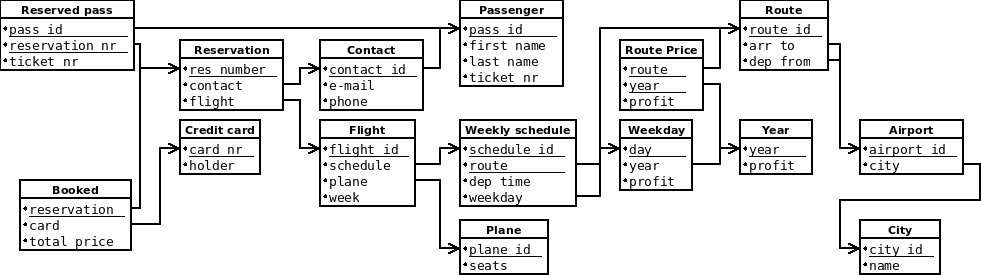 Reserved pass
pass id
reservation nr
ticket nr
Passenger
pass id
first name
last name
ticket nr
Route
route id
arr to
dep from
Reservation
res number
contact
flight
Contact
contact id
e-mail
phone
Route Price
route
year
profit
Credit card
card nr
holder
Flight
flight id
schedule
plane
week
Weekly schedule
schedule id
route
dep time
weekday
Weekday
day
year
profit
Year
year
profit
Airport
airport id
city
Booked
reservation
card
total price
Plane
plane id
seats
City
city id
name